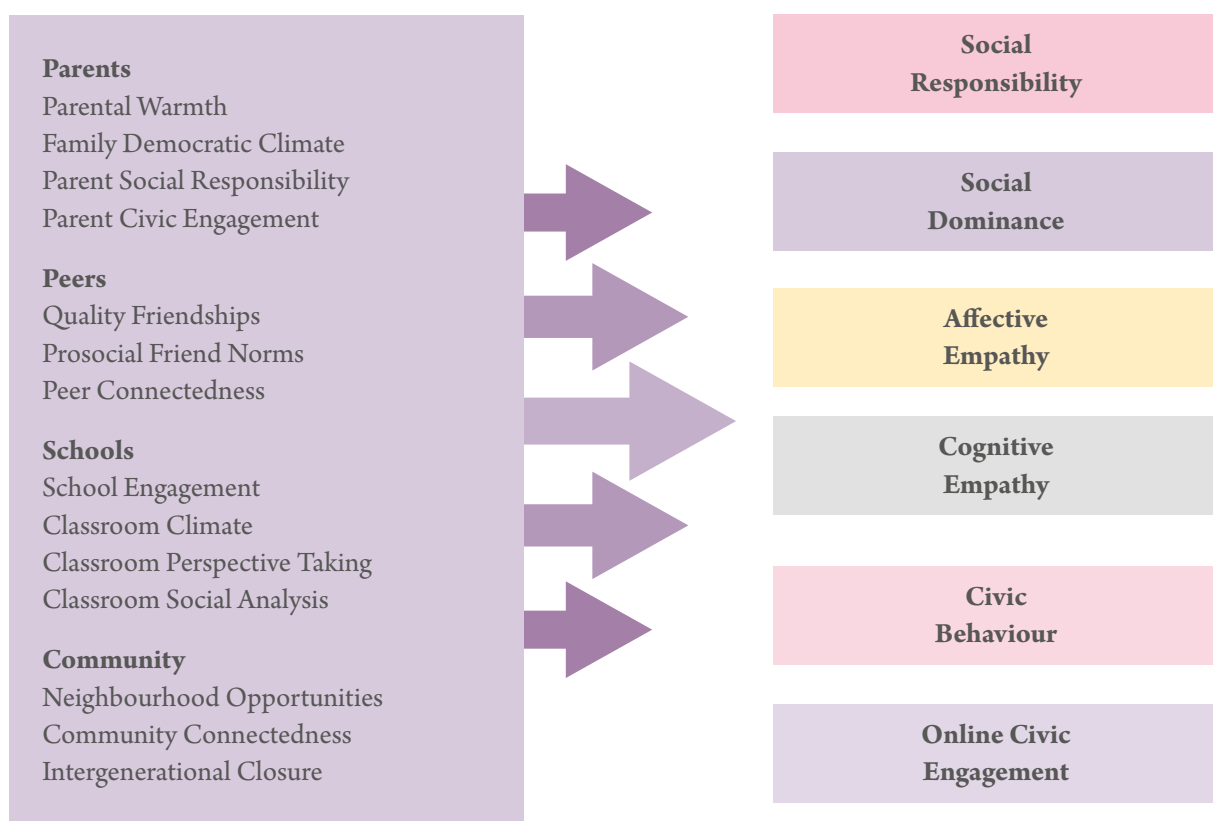 Parents
Parental Warmth
Family Democratic Climate
Parent Social Responsibility
Parent Civic Engagement
Peers
Quality Friendships
Prosocial Friend Norms
Peer Connectedness
Schools
School Engagement
Classroom Climate
Classroom Perspective Taking
Classroom Social Analysis
Community
Neighbourhood Opportunities
Community Connectedness
Intergenerational Closure
Social
Responsibility
Social
Dominance
Affective
Empathy
Cognitive
Empathy
Civic
Behaviour
Online Civic
Engagement